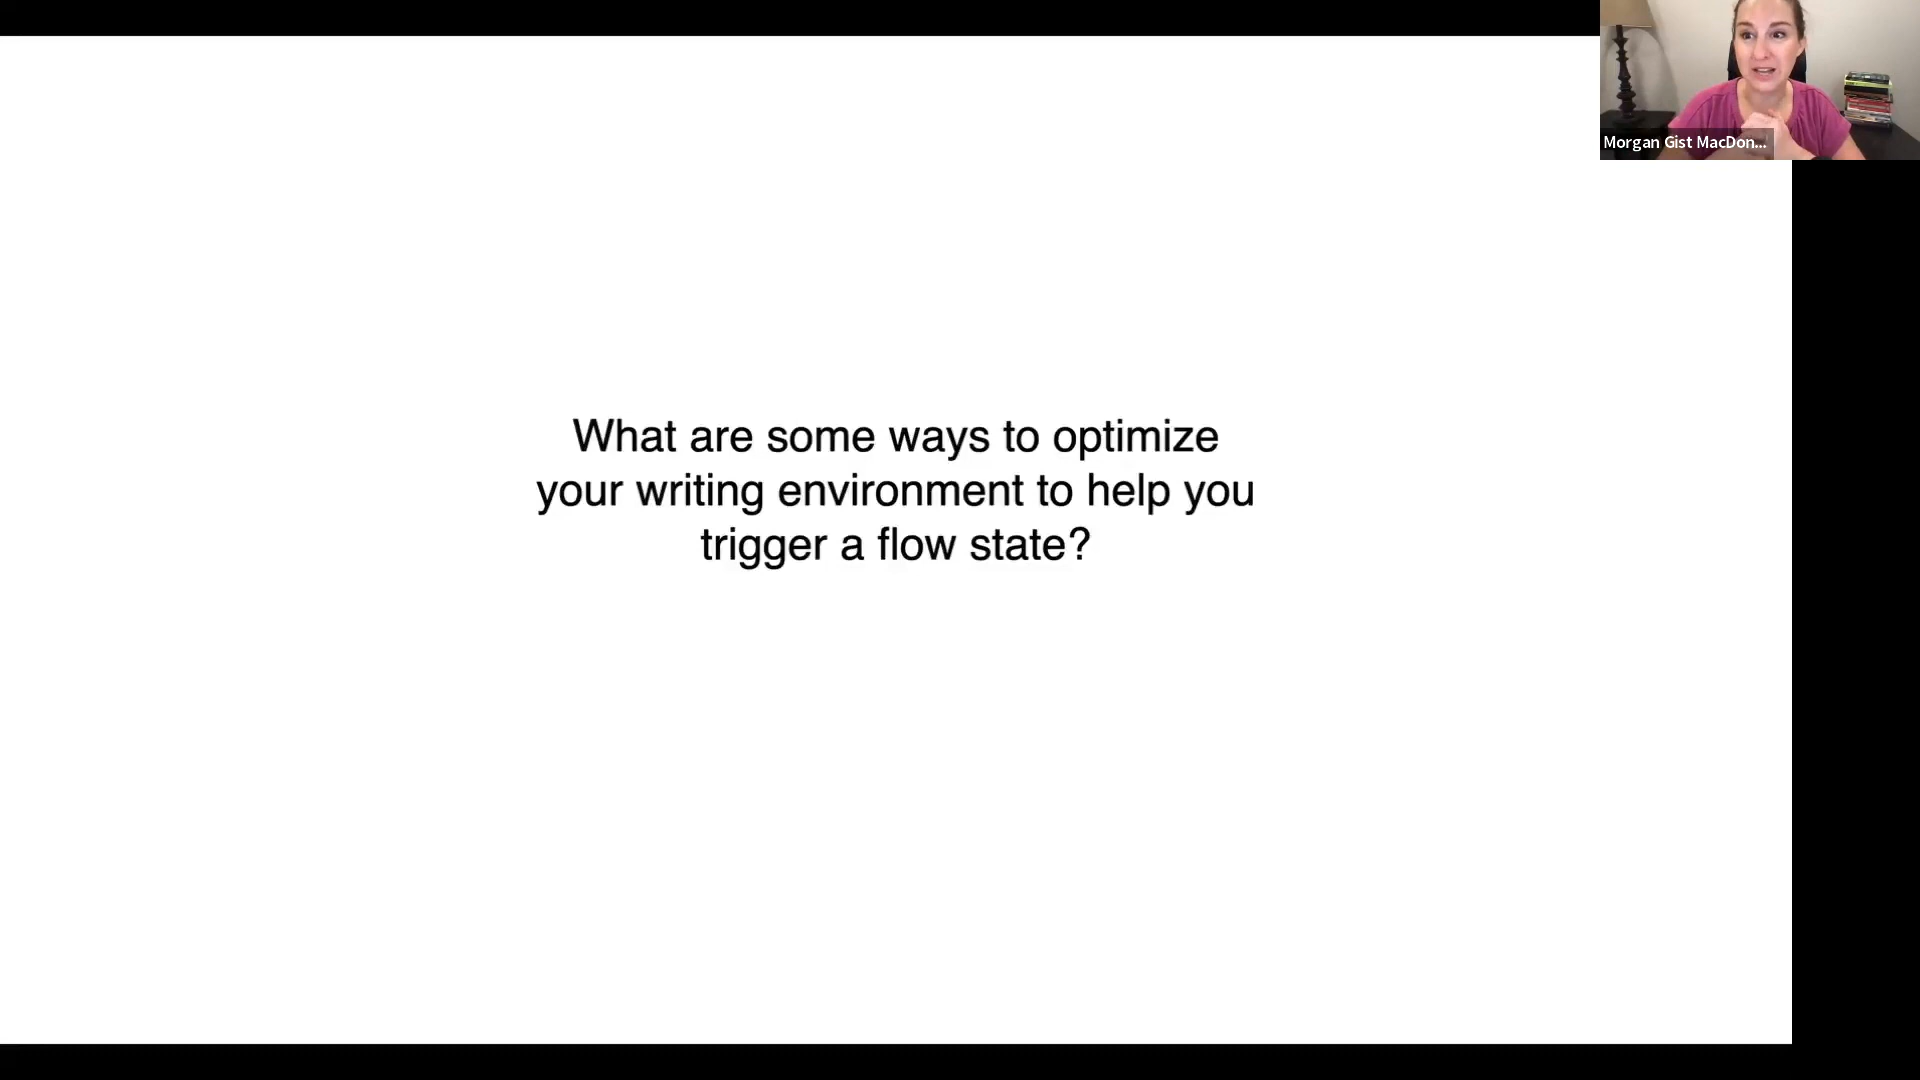 Morgan Gist MacDon...
What are some ways to optimize
your writing environment to help you
trigger a flow state?